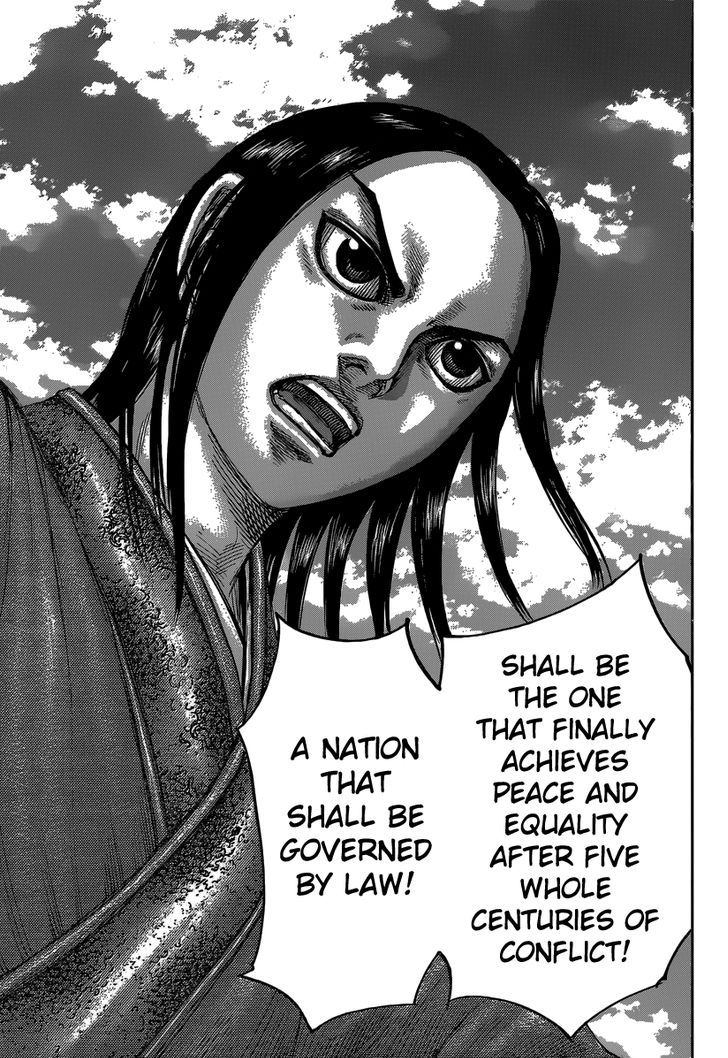 SHALL BE
THE ONE
THAT FINALLY
ACHIEVES
PEACE AND
EQUALITY
AFTER FIVE
WHOLE
CENTURIES OF
CONFLICT!
A NATION
THAT
SHALL BE
GOVERNED
BY LAW!